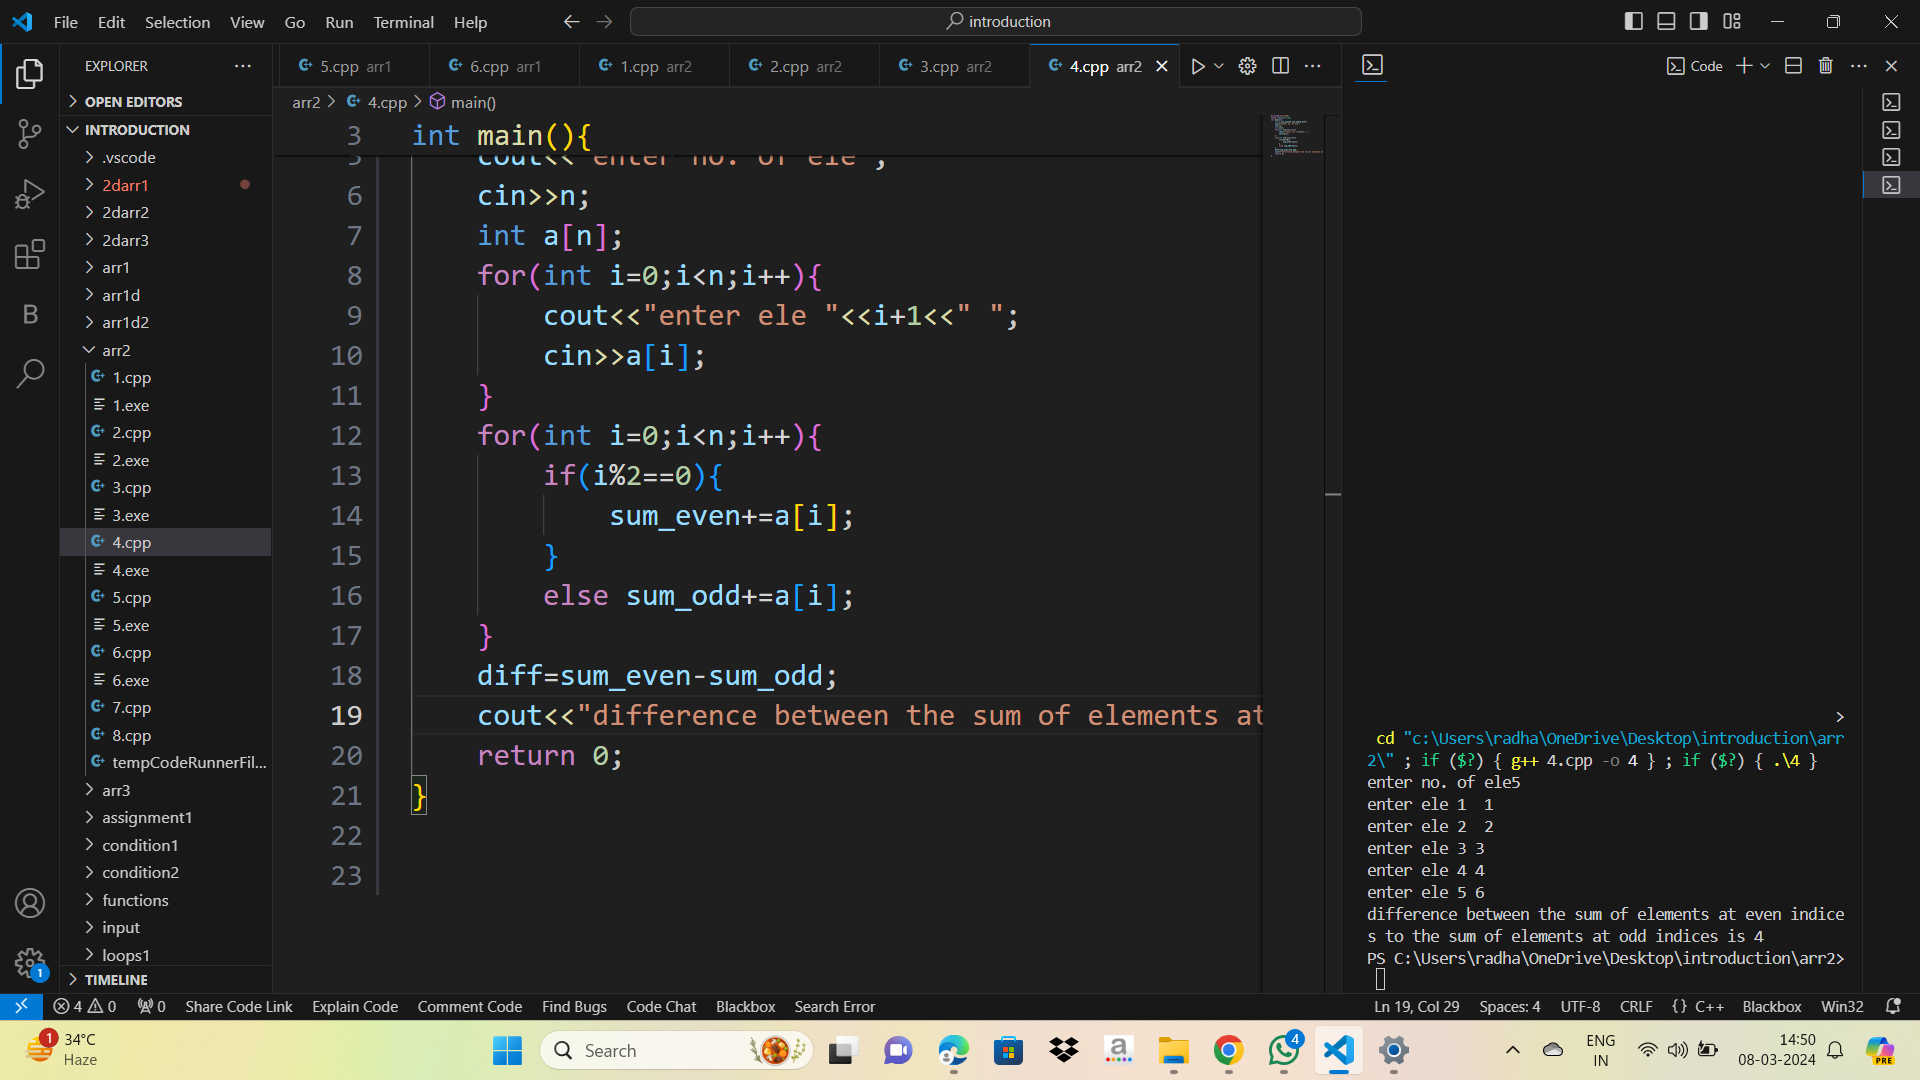 File Edit Selection View Go Run Terminal Help
introduction
EXPLORER
OPEN EDITORS
INTRODUCTION
.vscode
2darr1
2darr2
2darr3
arr1
arr1d
arr1d2
arr2
1.cpp
1.exe
2.cpp
2.exe
3.cpp
3.exe
4.cpp
4.exe
5.cpp
5.exe
6.cpp
6.exe
7.cpp
8.cpp
tempCodeRunnerFil...
arr3
assignment1
condition1
condition2
functions
input
loops1
TIMELINE
B
1
5.cpp arr1 6.cpp arr1 1.cpp arr2 2.cpp arr2 3.cpp arr2 4.cpp arr2
arr2 > 4.cpp > main()
3 int main(){
5 cout<<"enter no. of ele";
6 cin>>n;
7 int a[n];
8 for(int i=0;i<n;i++){
9 cout<<"enter ele "<<i+1<<" ";
10 cin>>a[i];
11 }
12 for(int i=0;i<n;i++){
13 if(i%2==0){
14 sum_even+=a[i];
15 }
16 else sum_odd+=a[i];
17 }
18 diff=sum_even-sum_odd;
19 cout<<"difference between the sum of elements at
20 return 0;
21 }
22
23
Code
>
cd "c:\Users\radha\OneDrive\Desktop\introduction\arr
2\" ; if ($?) { g++ 4.cpp -o 4 } ; if ($?) { .\4 }
enter no. of ele5
enter ele 1  1
enter ele 2  2
enter ele 3 3
enter ele 4 4
enter ele 5 6
difference between the sum of elements at even indice
s to the sum of elements at odd indices is 4
PS C:\Users\radha\OneDrive\Desktop\introduction\arr2>
4 0 0 Share Code Link Explain Code Comment Code Find Bugs Code Chat Blackbox Search Error
Ln 19, Col 29 Spaces: 4 UTF-8 CRLF {} C++ Blackbox Win32
1
34°C
Haze
Search
a
4
ENG
IN
14:50
08-03-2024
PRE